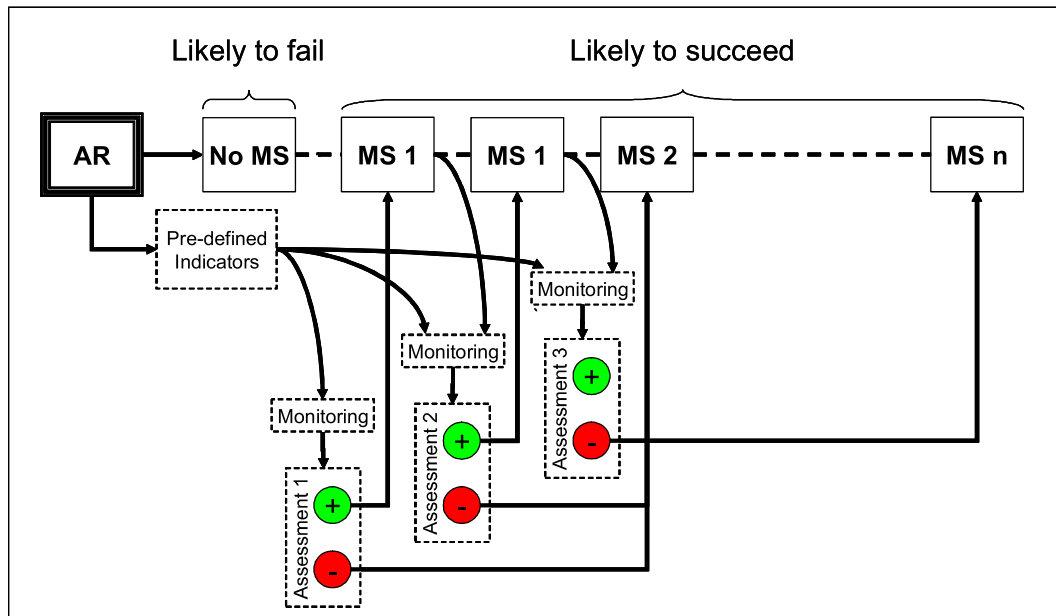 Likely to fail
Likely to succeed
AR
No MS
MS 1
MS 1
MS 2
MS n
Pre-defined
Indicators
Monitoring
Monitoring
Monitoring
Assessment 1
+
-
Assessment 2
+
-
Assessment 3
+
-